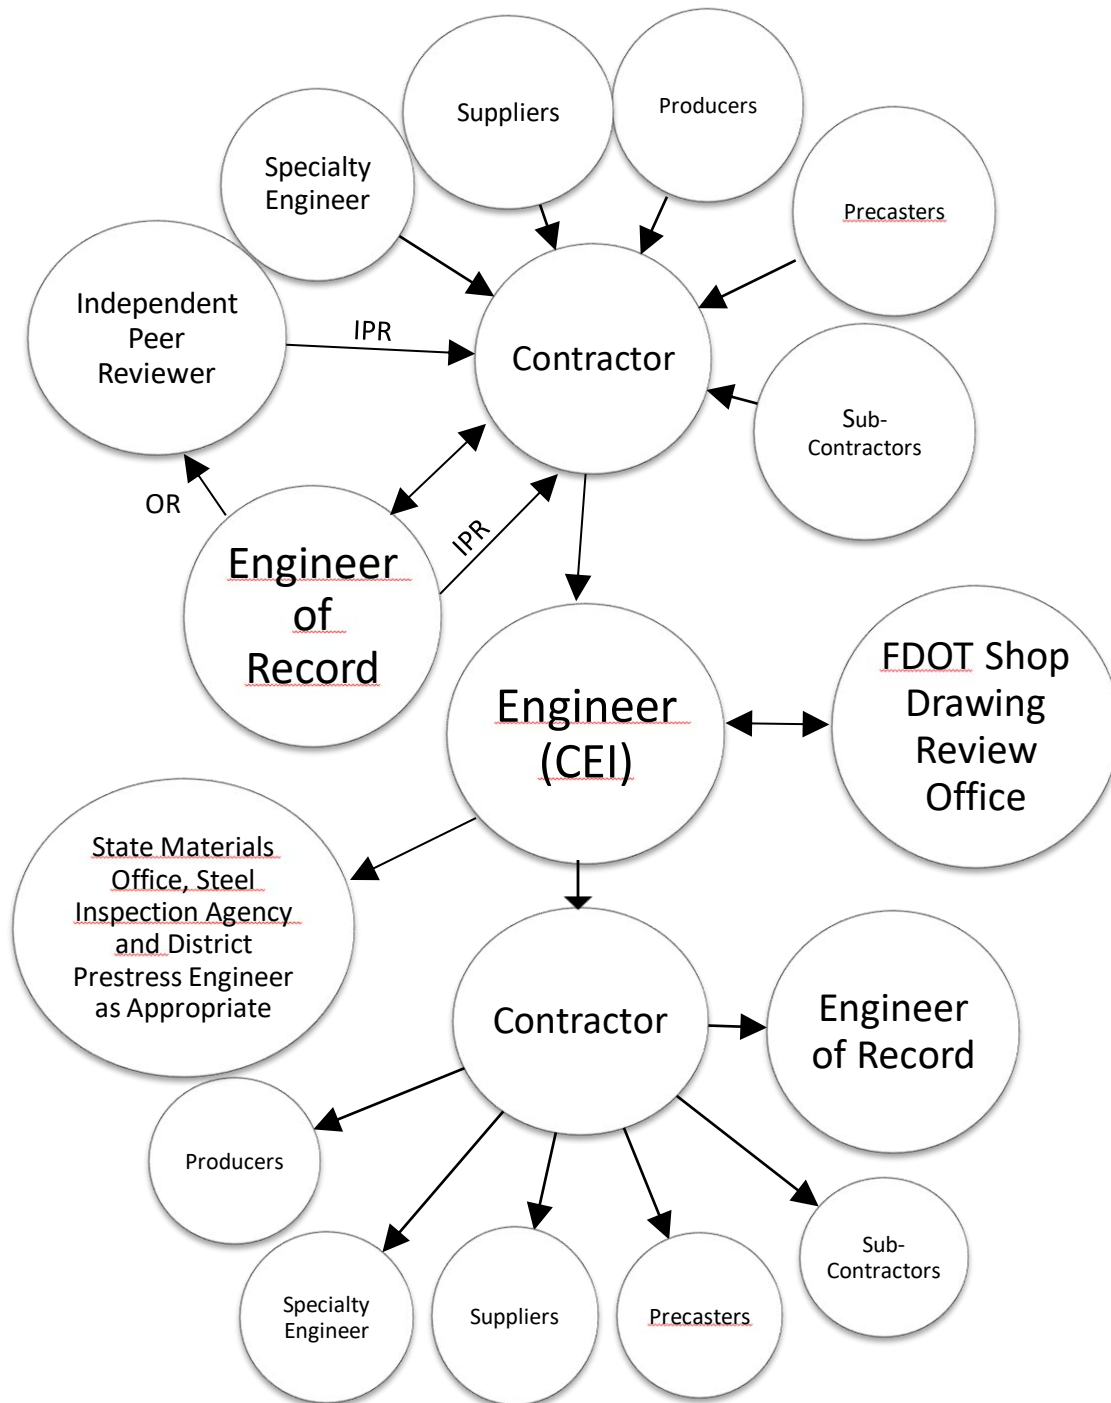 Suppliers
Producers
Specialty
Engineer
Precasters
Independent
Peer
Reviewer
IPR
Contractor
Sub-
Contractors
OR
IPR
Engineer
of
Record
Engineer
(CEI)
FDOT Shop
Drawing
Review
Office
State Materials
Office, Steel
Inspection Agency
and District
Prestress Engineer
as Appropriate
Contractor
Engineer
of Record
Producers
Specialty
Engineer
Suppliers
Precasters
Sub-
Contractors